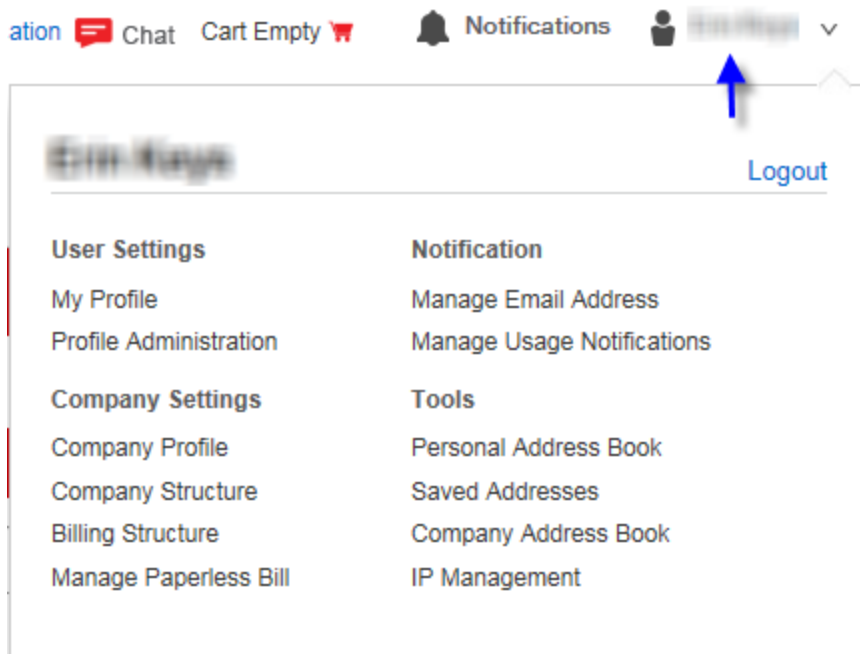 ation Chat Cart Empty Notifications
Logout
User Settings
My Profile
Profile Administration
Notification
Manage Email Address
Manage Usage Notifications
Company Settings
Company Profile
Company Structure
Billing Structure
Manage Paperless Bill
Tools
Personal Address Book
Saved Addresses
Company Address Book
IP Management